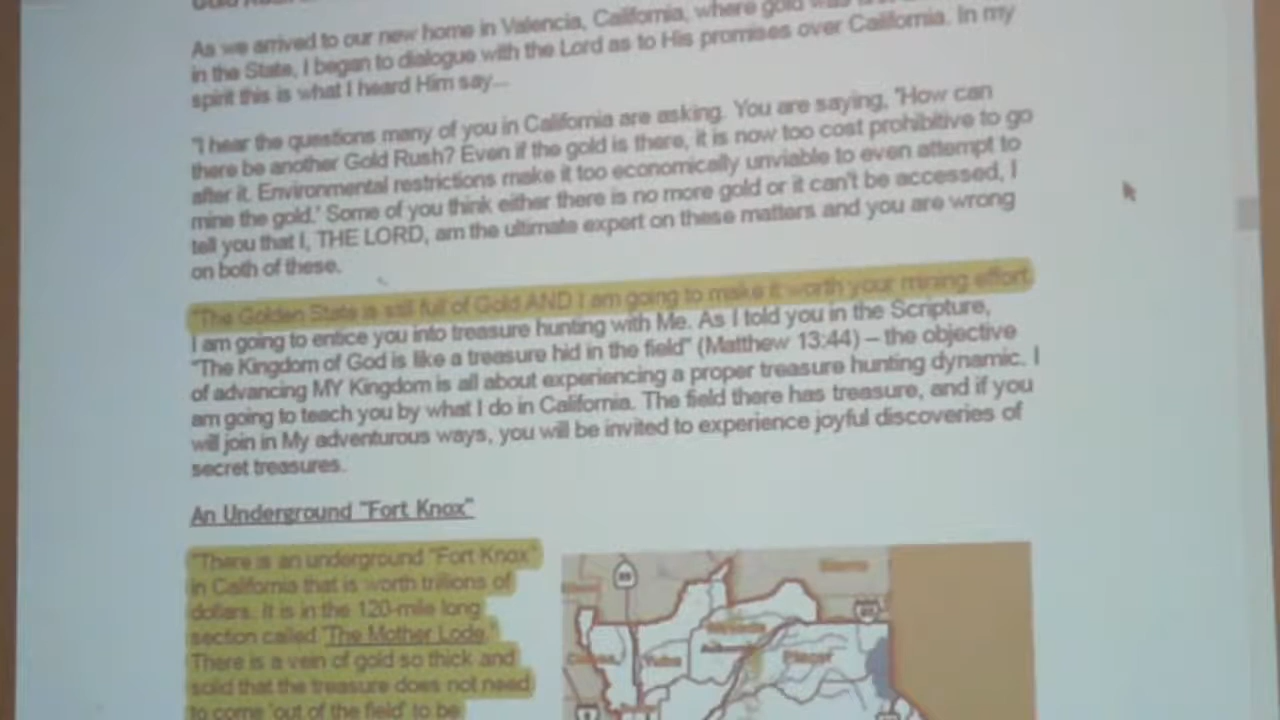 As we arrived to our new home in Valencia, California, where gold was
in the State, I began to dialogue with the Lord as to His promises over California. In my
spirit this is what I heard Him say...
"I hear the questions many of you in California are asking. You are saying, "How can
there be another Gold Rush? Even if the gold is there, it is now too cost prohibitive to go
after it. Environmental restrictions make it too economically unviable to even attempt to
mine the gold.' Some of you think either there is no more gold or it can't be accessed, I
tell you that I, THE LORD, am the ultimate expert on these matters and you are wrong
on both of these.
"The Golden State is still full of Gold AND I am going to make it worth your mining effort.
I am going to entice you into treasure hunting with Me. As I told you in the Scripture,
"The Kingdom of God is like a treasure hid in the field" (Matthew 13:44) – the objective
of advancing MY Kingdom is all about experiencing a proper treasure hunting dynamic. I
am going to teach you by what I do in California. The field there has treasure, and if you
will join in My adventurous ways, you will be invited to experience joyful discoveries of
secret treasures.
An Underground "Fort Knox"
"There is an underground "Fort Knox"
in California that is worth trillions of
dollars. It is in the 120-mile long
section called 'The Mother Lode.'
There is a vein of gold so thick and
solid that the treasure does not need
to come 'out of the field' to be
Sierra
Yuba
Placer